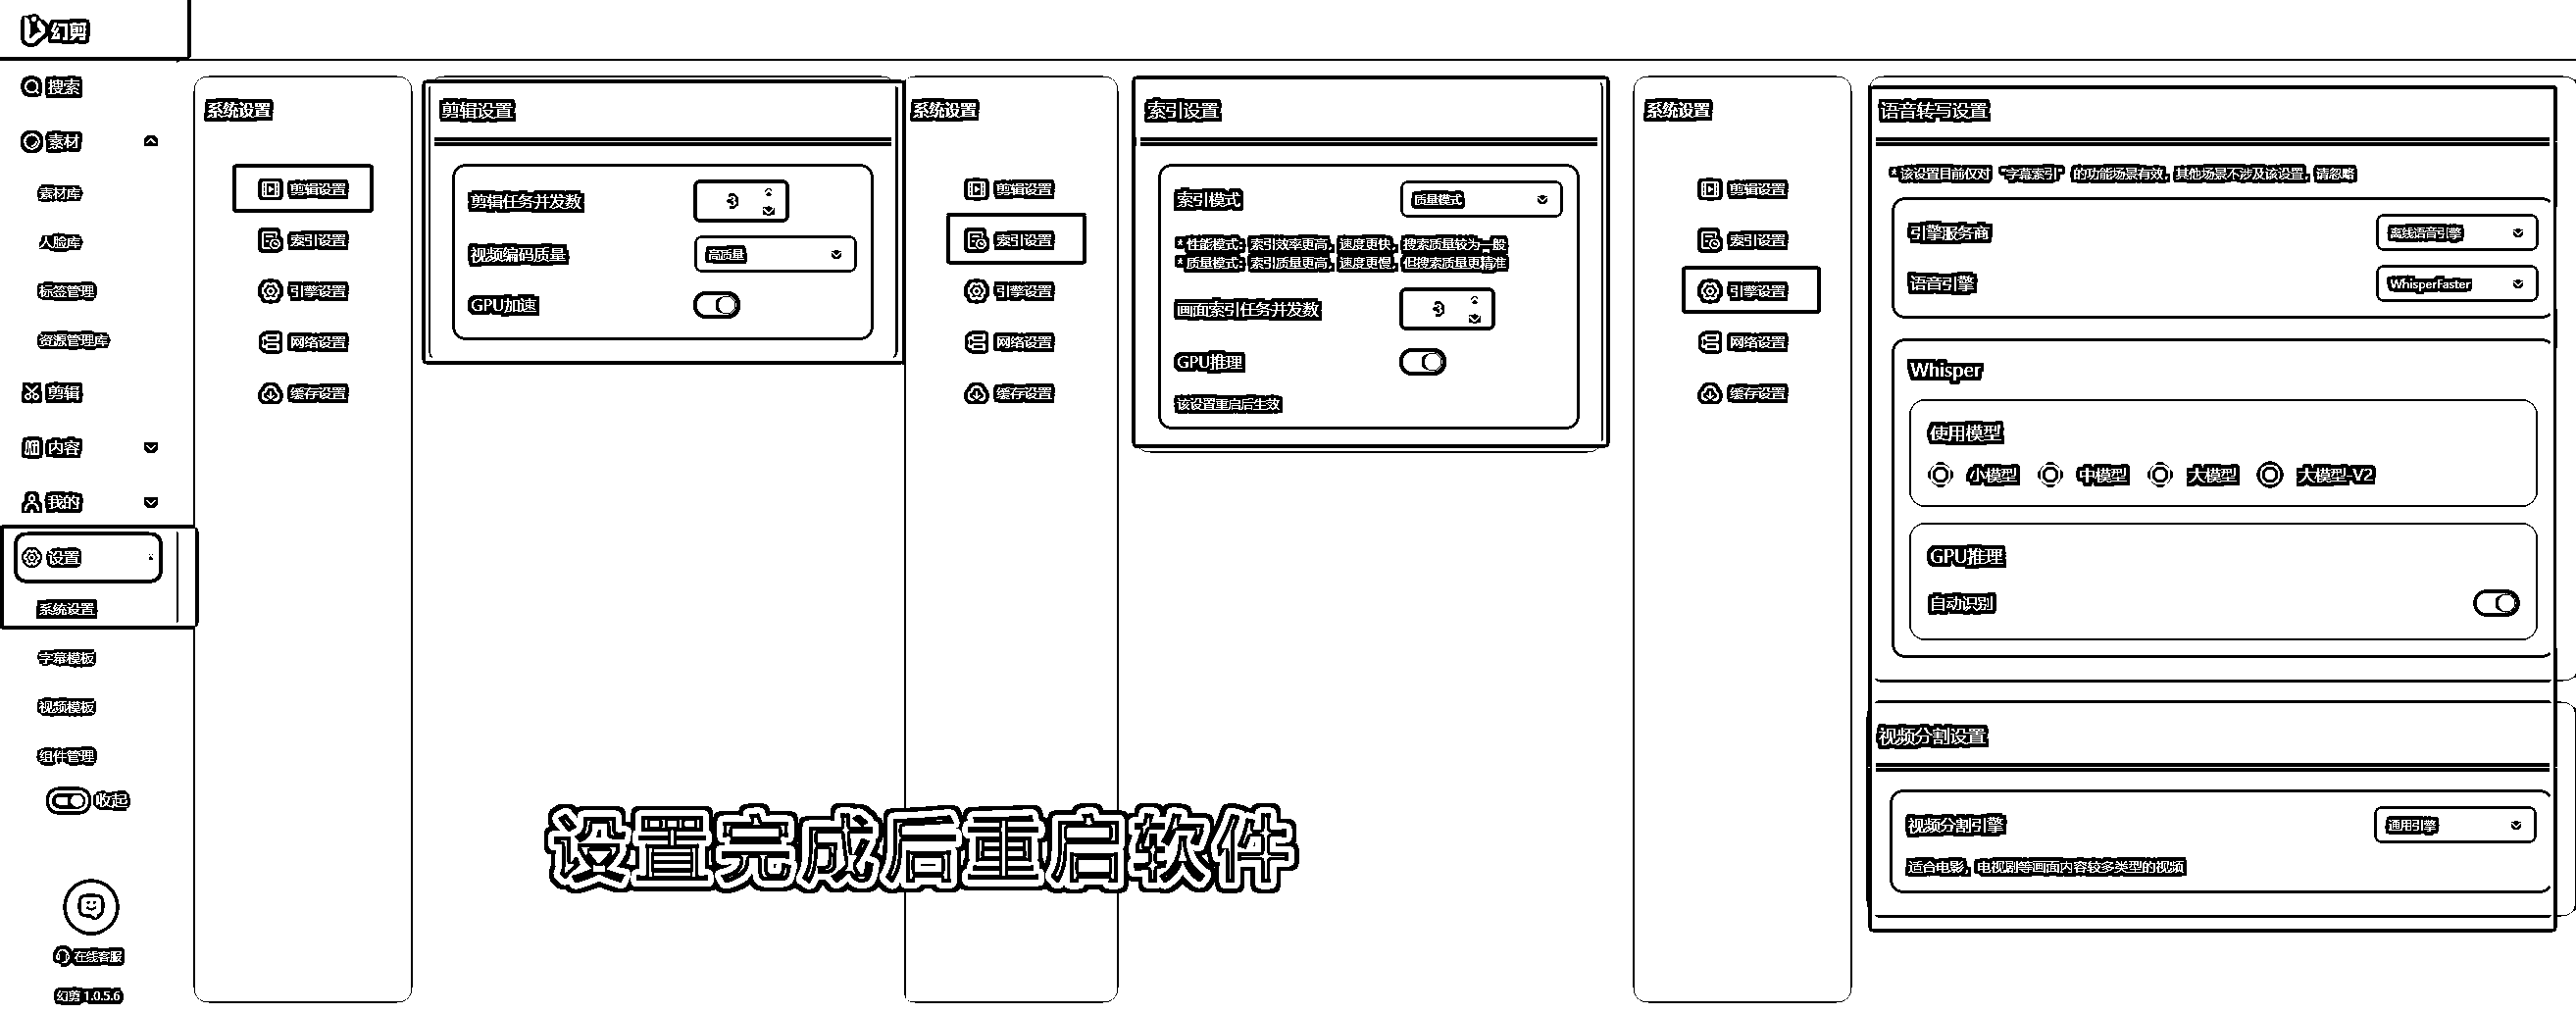 幻剪
搜索
素材
素材库
人脸库
标签管理
资源管理库
剪辑
内容
我的
设置
系统设置
字幕模板
视频模板
组件管理
收起
在线客服
幻剪 1.0.5.6
系统设置
剪辑设置
索引设置
引擎设置
网络设置
缓存设置
剪辑设置
剪辑任务并发数 3
视频编码质量 高质量
GPU加速
系统设置
剪辑设置
索引设置
引擎设置
网络设置
缓存设置
索引设置
索引模式 质量模式
* 性能模式：索引效率更高，速度更快，搜索质量较为一般
* 质量模式：索引质量更高，速度更慢，但搜索质量更精准
画面索引任务并发数 3
GPU推理
该设置重启后生效
系统设置
剪辑设置
索引设置
引擎设置
网络设置
缓存设置
语音转写设置
* 该设置目前仅对 "字幕索引" 的功能场景有效，其他场景不涉及该设置，请忽略
引擎服务商 离线语音引擎
语音引擎 WhisperFaster
Whisper
使用模型
小模型 中模型 大模型 大模型-V2
GPU推理
自动识别
视频分割设置
视频分割引擎 通用引擎
适合电影，电视剧等画面内容较多类型的视频
设置完成后重启软件